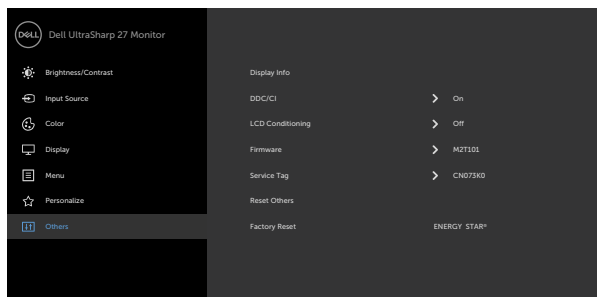 DELL Dell UltraSharp 27 Monitor
Brightness/Contrast Display Info
Input Source DDC/CI On
Color LCD Conditioning Off
Display Firmware M2T101
Menu Service Tag CN073K0
Personalize Reset Others
Others Factory Reset ENERGY STAR®